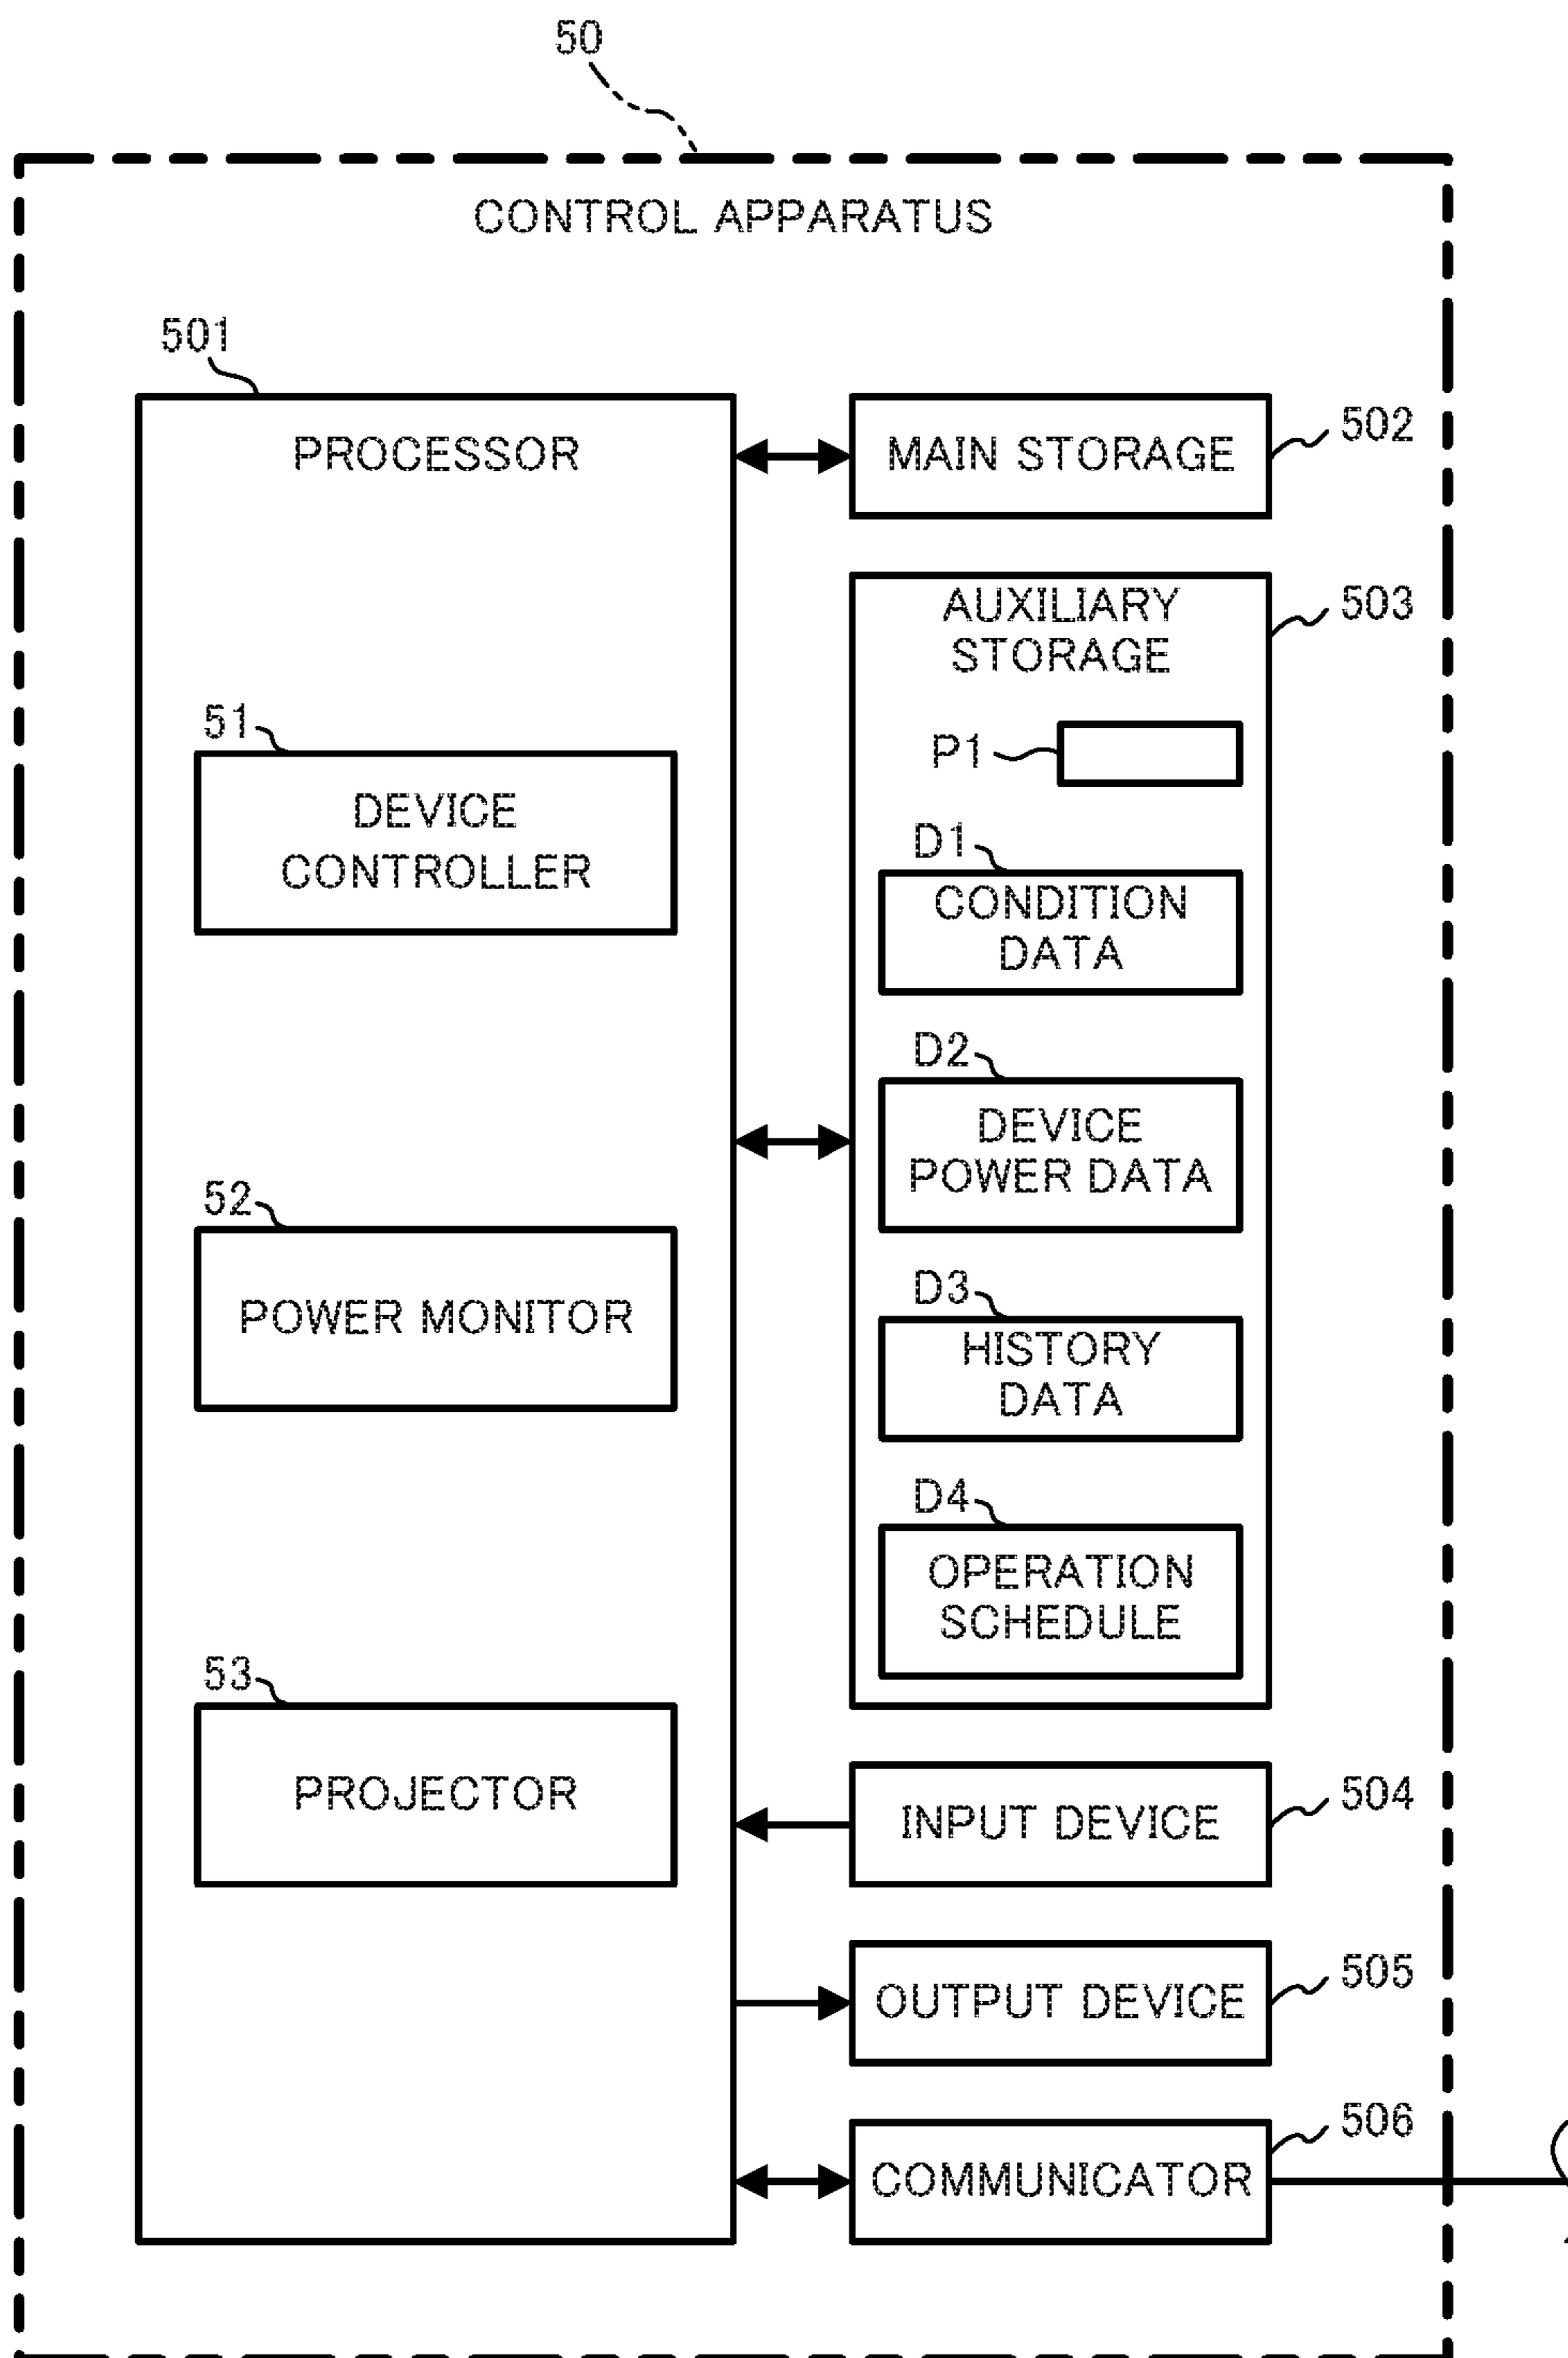 50
CONTROL APPARATUS
501
PROCESSOR
51
DEVICE
CONTROLLER
52
POWER MONITOR
53
PROJECTOR
MAIN STORAGE
502
AUXILIARY
STORAGE
503
P1
D1
CONDITION
DATA
D2
DEVICE
POWER DATA
D3
HISTORY
DATA
D4
OPERATION
SCHEDULE
INPUT DEVICE
504
OUTPUT DEVICE
505
COMMUNICATOR
506